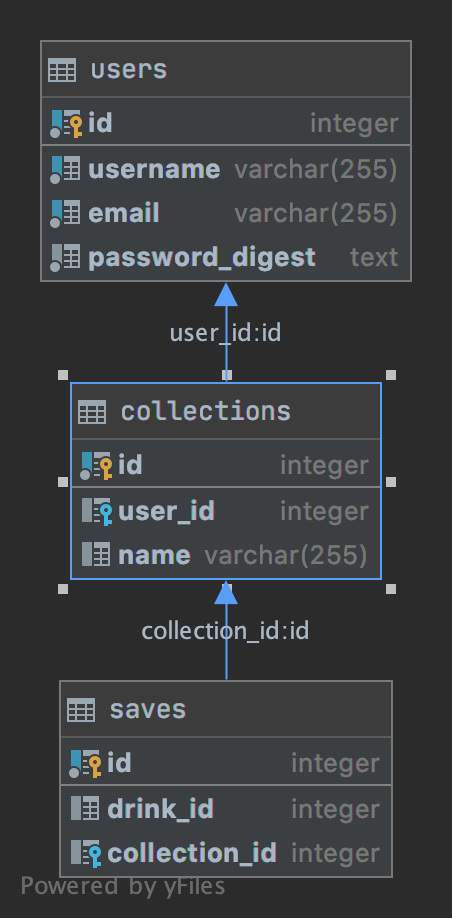 users
id integer
username varchar(255)
email varchar(255)
password_digest text
user_id:id
collections
id integer
user_id integer
name varchar(255)
collection_id:id
saves
id integer
drink_id integer
collection_id integer
Powered by yFiles